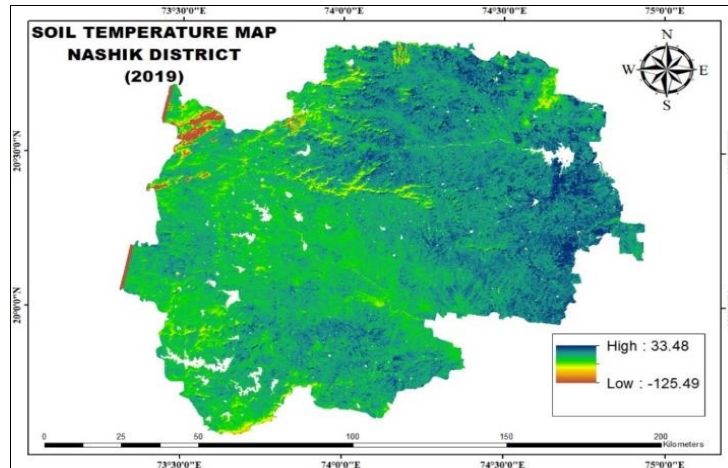 73°30'0"E 74°0'0"E 74°30'0"E 75°0'0"E
SOIL TEMPERATURE MAP
NASHIK DISTRICT
(2019)
N
W E
S
20°30'0"N
20°0'0"N
High : 33.48
Low : -125.49
0 25 50 100 150 200
Kilometers
73°30'0"E 74°0'0"E 74°30'0"E 75°0'0"E